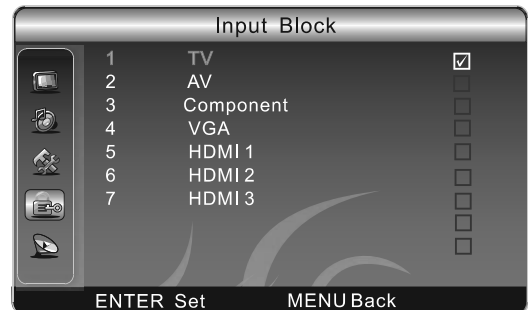 Input Block
1 TV
2 AV
3 Component
4 VGA
5 HDMI 1
6 HDMI 2
7 HDMI 3
ENTER Set MENU Back